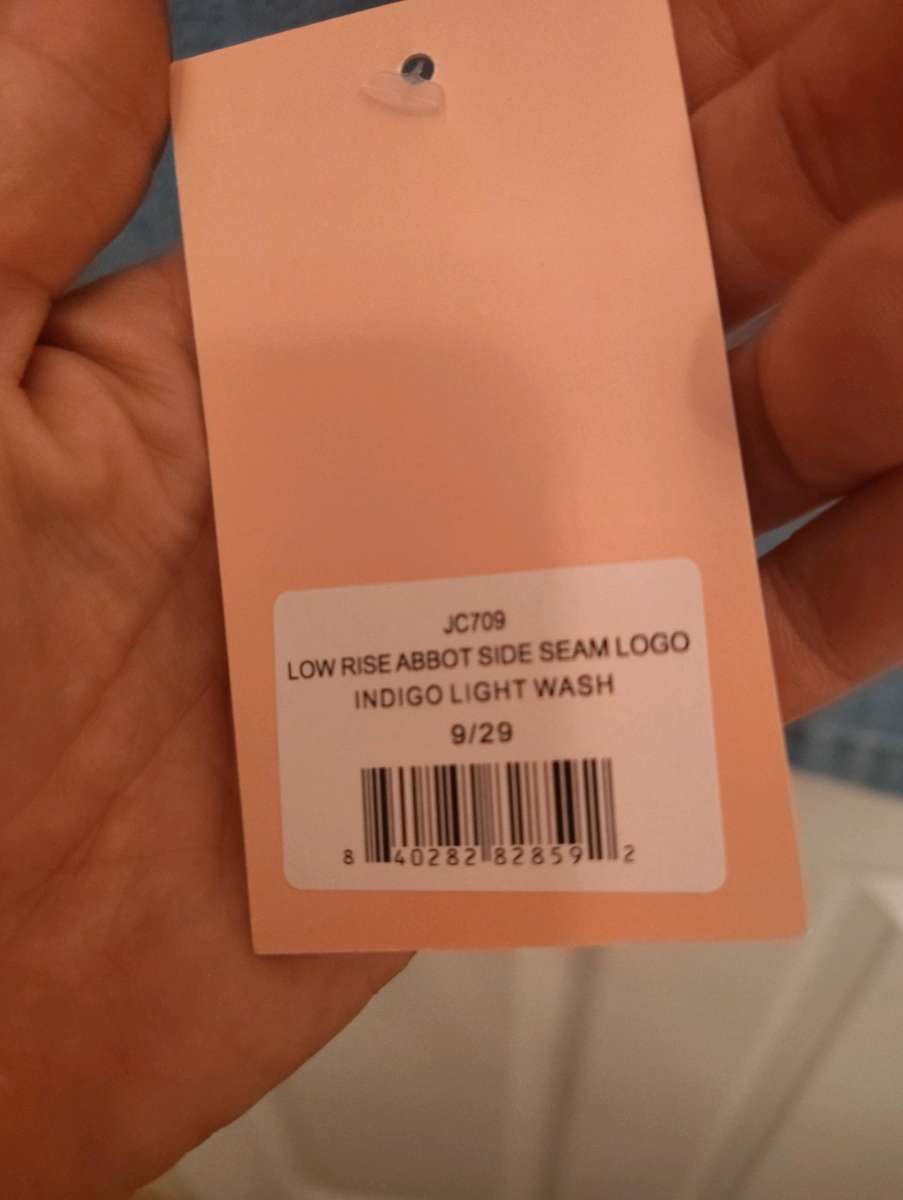 JC709
LOW RISE ABBOT SIDE SEAM LOGO
INDIGO LIGHT WASH
9/29
8 40282 82859 2